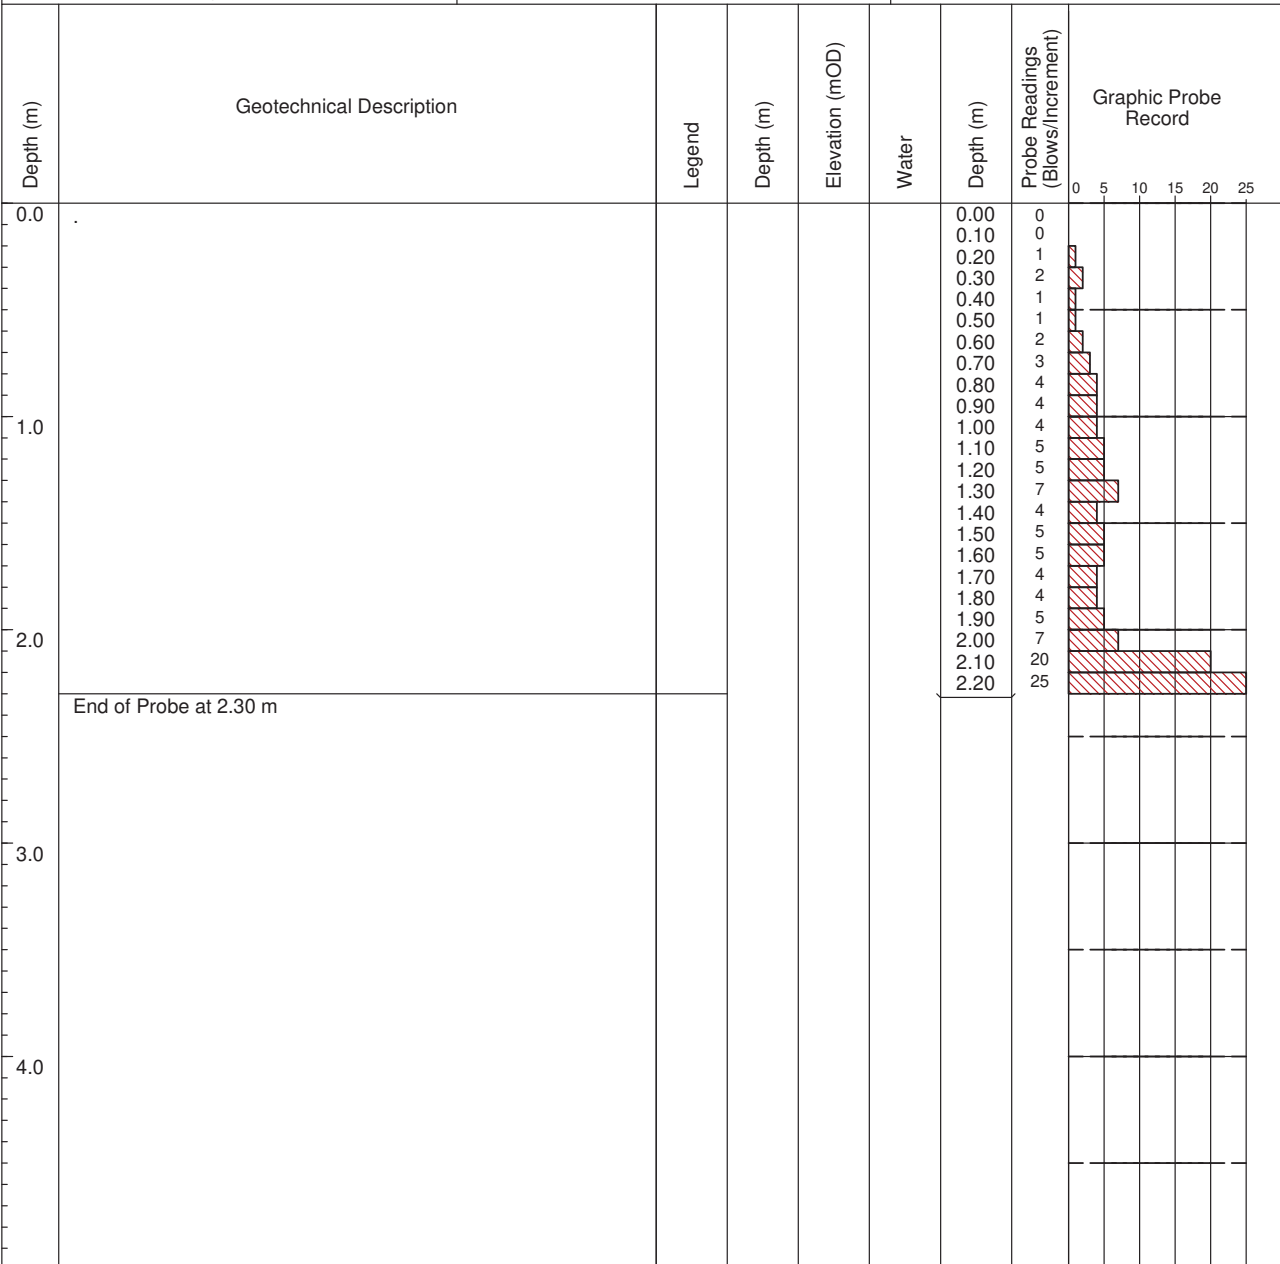 Depth (m)
Geotechnical Description
Legend
Depth (m)
Elevation (mOD)
Water
Depth (m)
Probe Readings
(Blows/Increment)
Graphic Probe
Record
0 5 10 15 20 25
0.0 . 0.00 0
0.10 0
0.20 1
0.30 2
0.40 1
0.50 1
0.60 2
0.70 3
0.80 4
0.90 4
1.0 1.00 4
1.10 5
1.20 5
1.30 7
1.40 4
1.50 5
1.60 5
1.70 4
1.80 4
1.90 5
2.0 2.00 7
2.10 20
2.20 25
End of Probe at 2.30 m
3.0
4.0